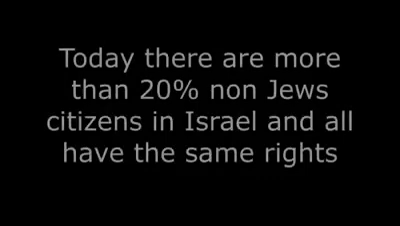 Today there are more
than 20% non Jews
citizens in Israel and all
have the same rights